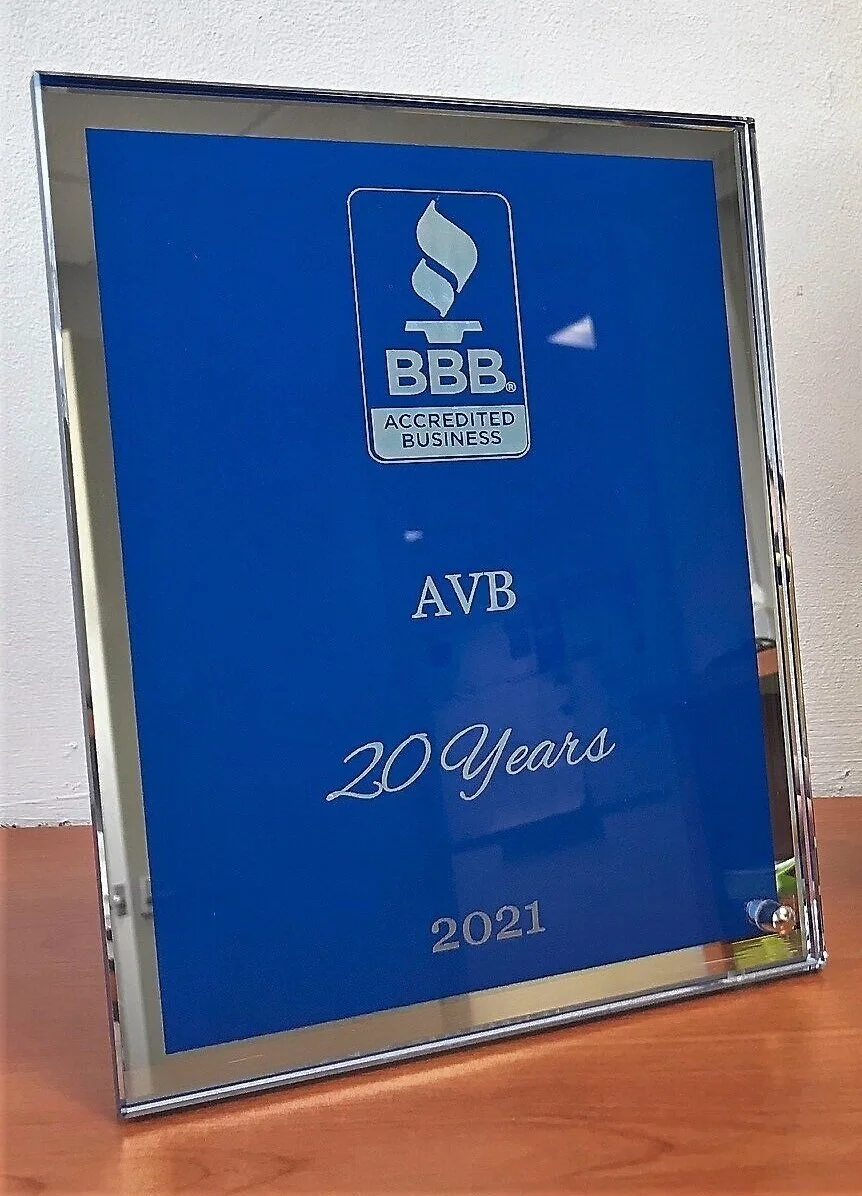 BBB®
ACCREDITED
BUSINESS
AVB
20 Years
2021